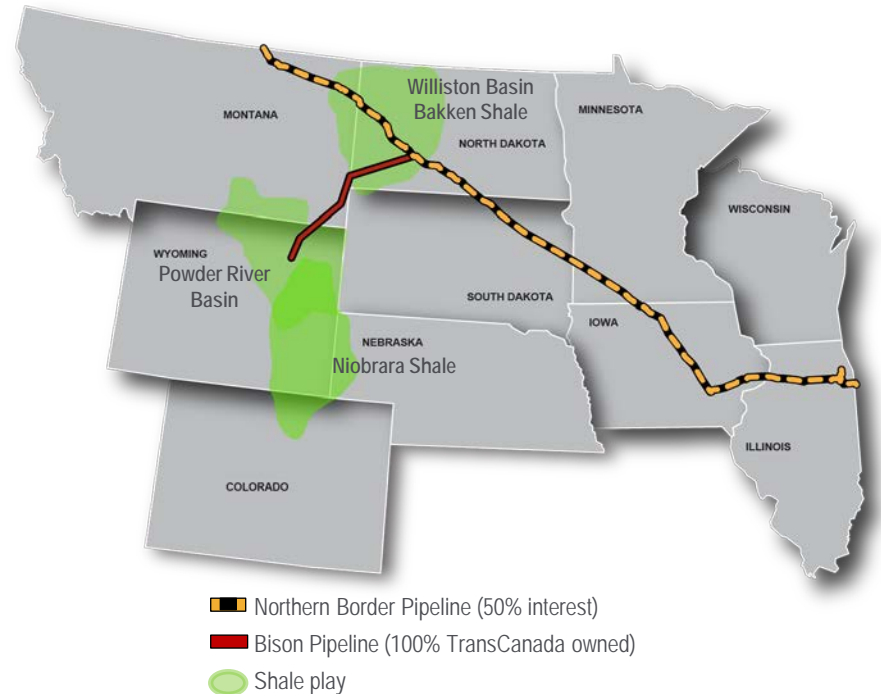 Williston Basin
Bakken Shale
MONTANA
MINNESOTA
NORTH DAKOTA
WISCONSIN
WYOMING
Powder River
Basin
SOUTH DAKOTA
IOWA
NEBRASKA
Niobrara Shale
ILLINOIS
COLORADO
Northern Border Pipeline (50% interest)
Bison Pipeline (100% TransCanada owned)
Shale play